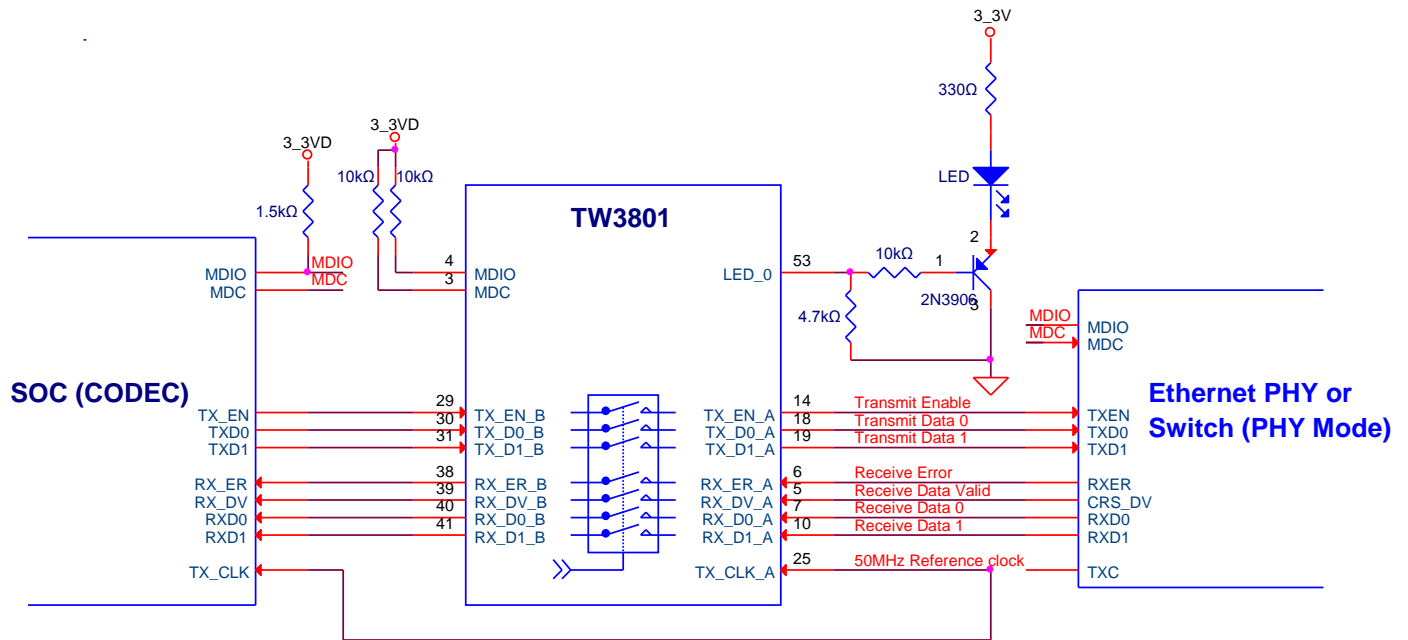 3_3V
330Ω
LED
3_3VD
3_3VD
10kΩ
10kΩ
1.5kΩ
TW3801
MDIO
MDC
MDIO
MDC
4
3
MDIO
MDC
LED_0
53
10kΩ
4.7kΩ
1
2
3
2N3906
MDIO
MDC
MDIO
MDC
SOC (CODEC)
Ethernet PHY or
Switch (PHY Mode)
TX_EN
29
TX_EN_B
TX_EN_A
14
Transmit Enable
TXEN
TXD0
30
TX_D0_B
TX_D0_A
18
Transmit Data 0
TXD0
TXD1
31
TX_D1_B
TX_D1_A
19
Transmit Data 1
TXD1
RX_ER
38
RX_ER_B
RX_ER_A
6
Receive Error
RXER
RX_DV
39
RX_DV_B
RX_DV_A
5
Receive Data Valid
CRS_DV
RXD0
40
RX_D0_B
RX_D0_A
7
Receive Data 0
RXD0
RXD1
41
RX_D1_B
RX_D1_A
10
Receive Data 1
RXD1
TX_CLK
TX_CLK_A
25
50MHz Reference clock
TXC